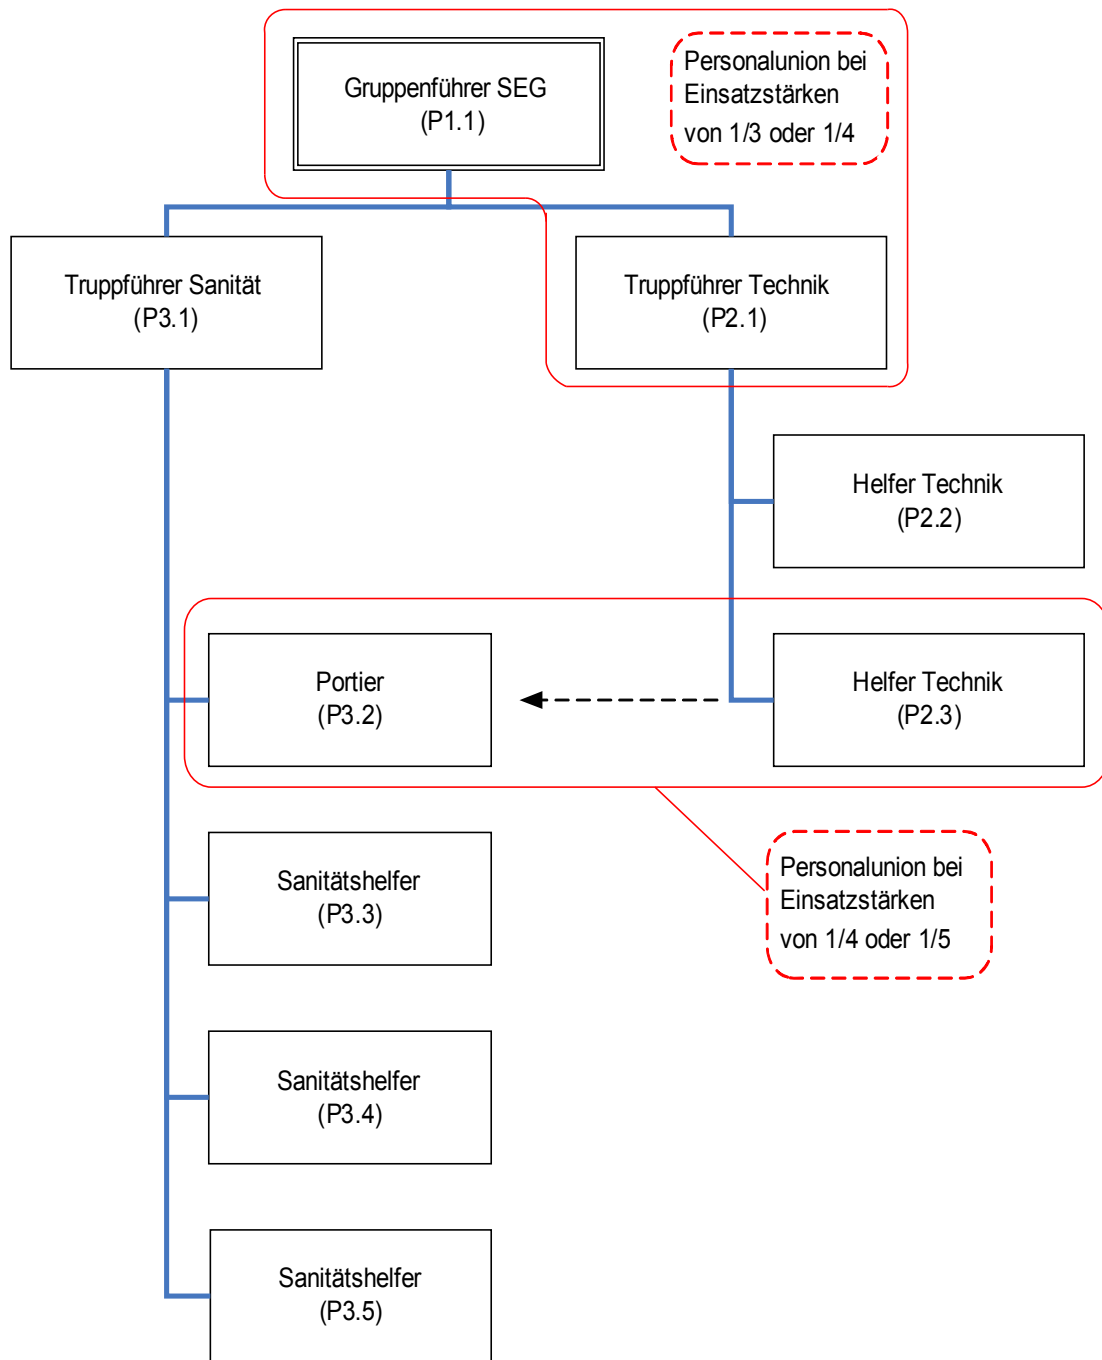 Gruppenführer SEG
(P1.1)
Personalunion bei
Einsatzstärken
von 1/3 oder 1/4
Truppführer Sanität
(P3.1)
Truppführer Technik
(P2.1)
Helfer Technik
(P2.2)
Portier
(P3.2)
Helfer Technik
(P2.3)
Sanitätshelfer
(P3.3)
Personalunion bei
Einsatzstärken
von 1/4 oder 1/5
Sanitätshelfer
(P3.4)
Sanitätshelfer
(P3.5)